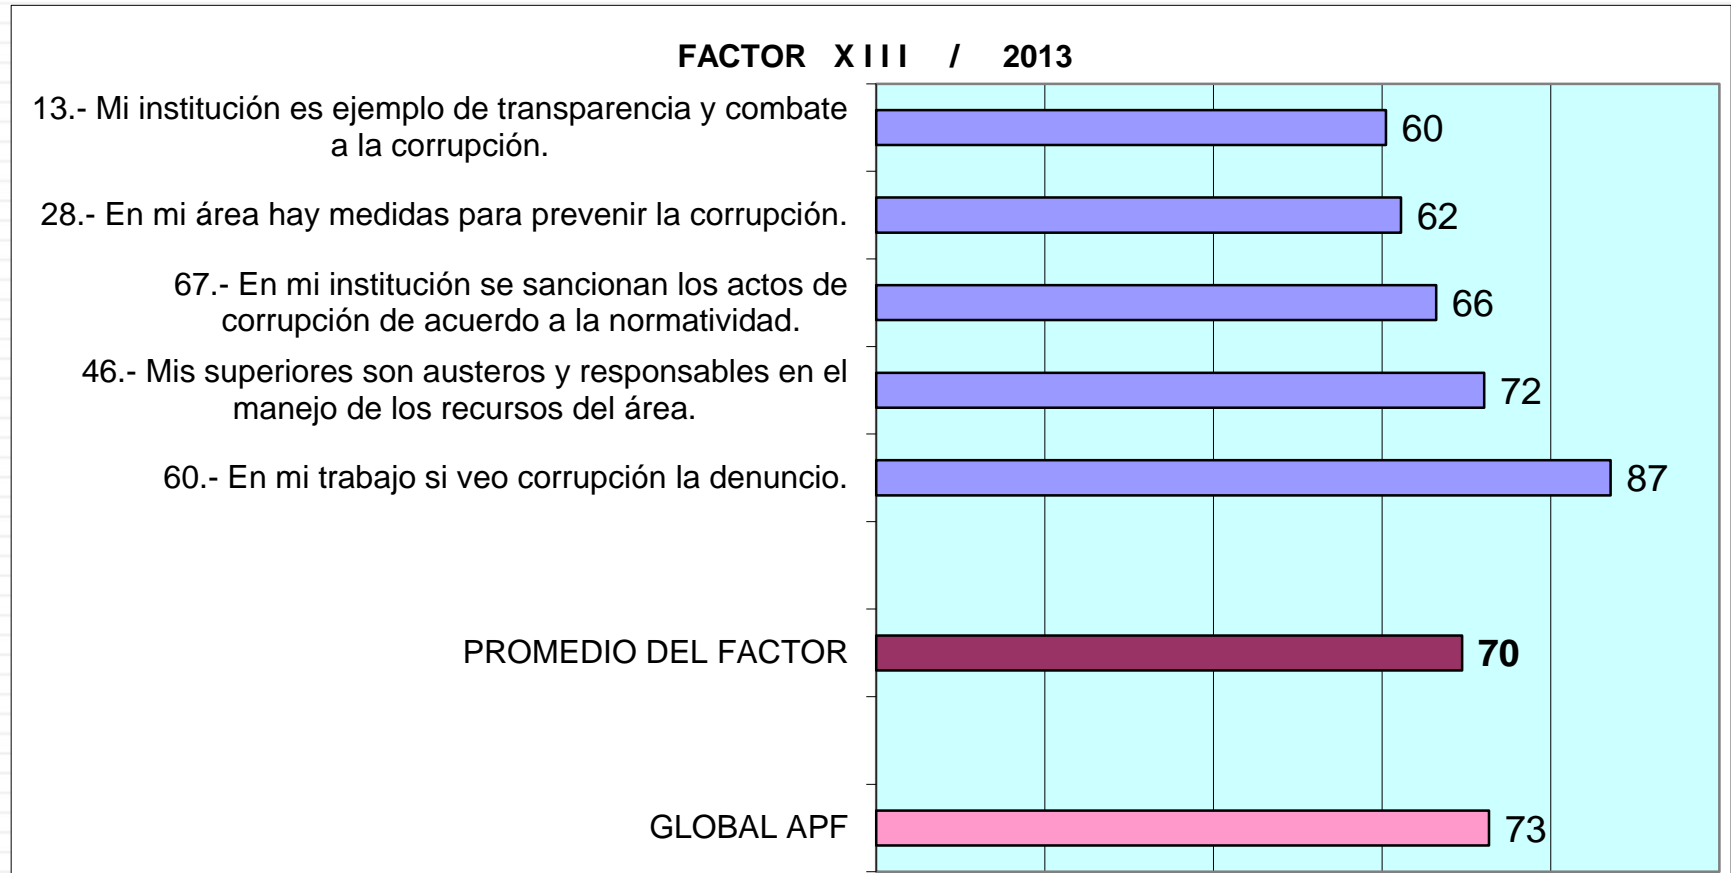 FACTOR X I I I / 2013
13.- Mi institución es ejemplo de transparencia y combate
a la corrupción.
60
28.- En mi área hay medidas para prevenir la corrupción.
62
67.- En mi institución se sancionan los actos de
corrupción de acuerdo a la normatividad.
66
46.- Mis superiores son austeros y responsables en el
manejo de los recursos del área.
72
60.- En mi trabajo si veo corrupción la denuncio.
87
PROMEDIO DEL FACTOR
70
GLOBAL APF
73